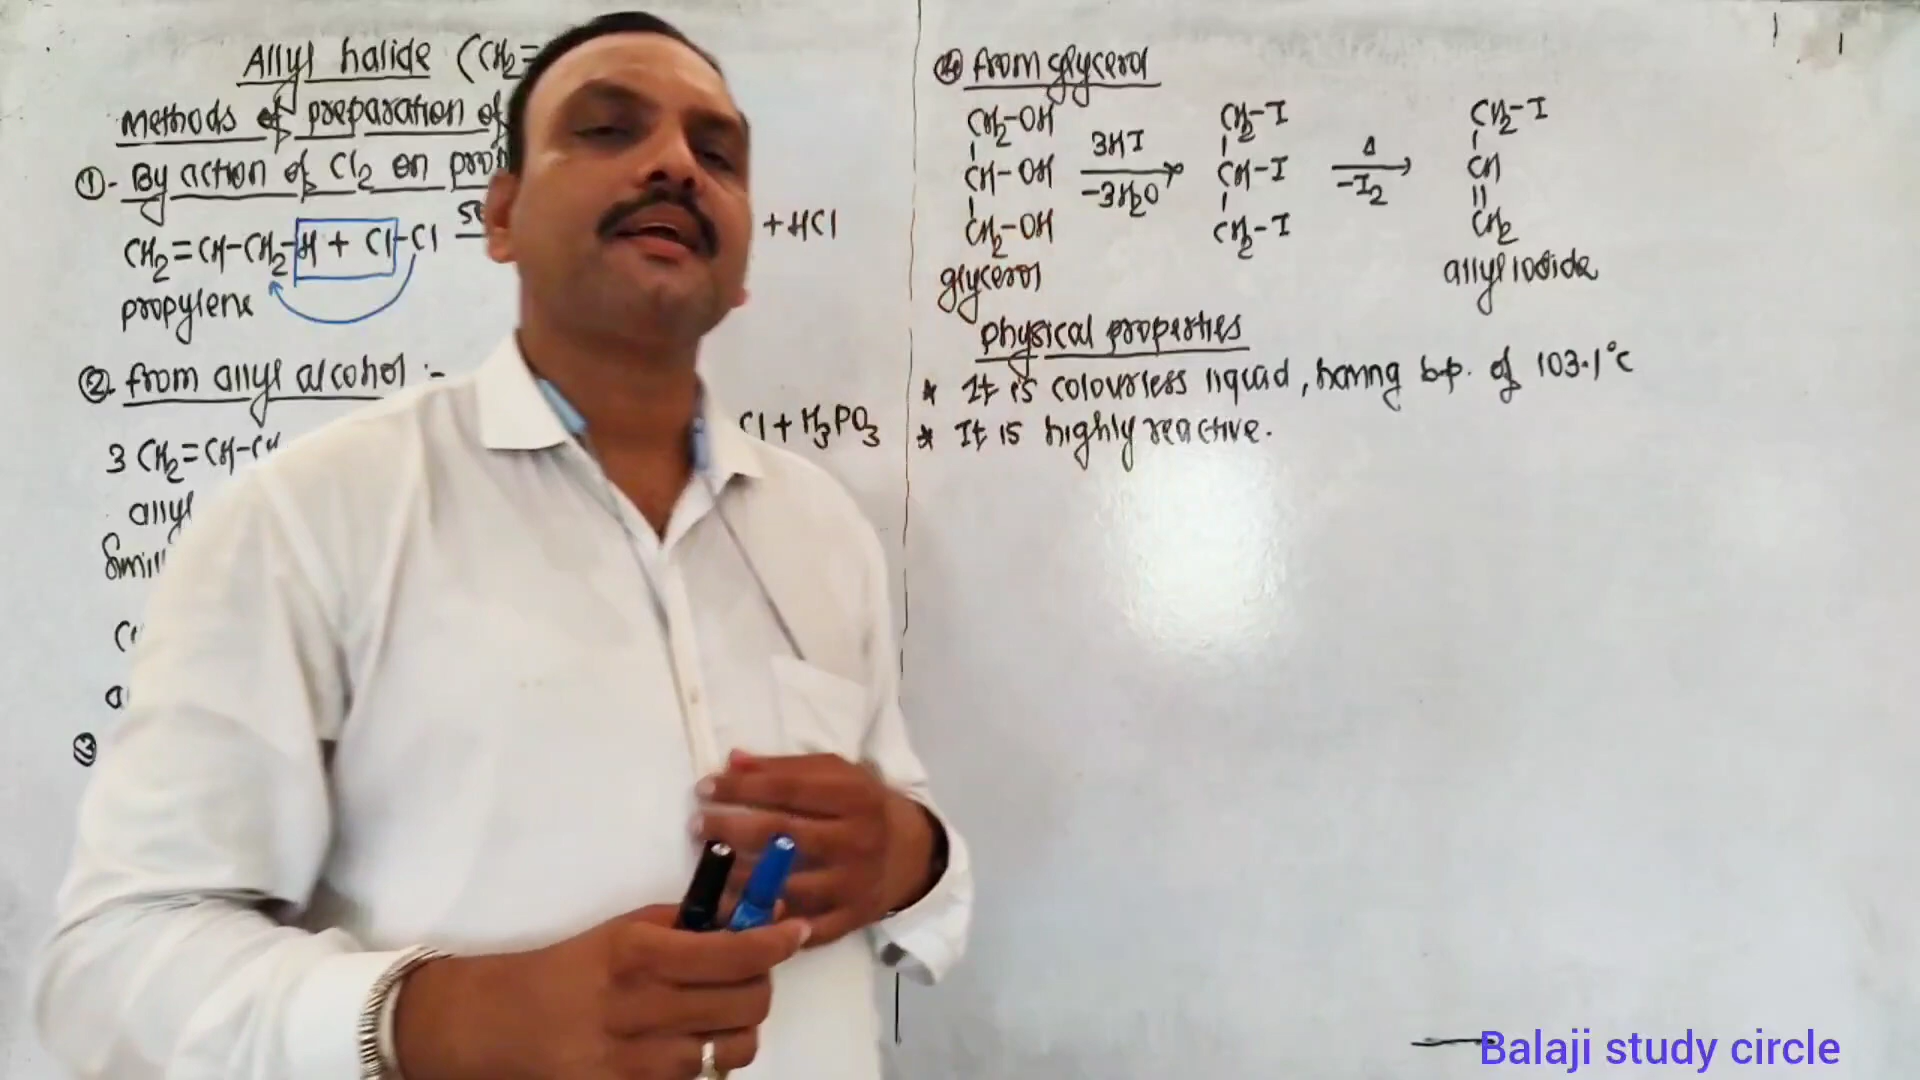 Allyl halide (CH2=
Methods of preparation of
①- By action of Cl2 on
CH2=CH-CH2-H + Cl-Cl + HCl
propylene
②. from allyl alcohol :-
3 CH2=CH-CH Cl + H3PO3
allyl
③
④ from glycerol
CH2-OH CH2-I CH2-I
CH-OH 3HI -3H2O CH-I Δ -I2 CH
CH2-OH CH2-I CH2
glycerol allyl iodide
physical properties
* It is colourless liquid, having b.p. of 103.1°C
* It is highly reactive.
Balaji study circle